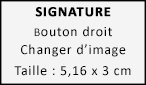 SIGNATURE
Bouton droit
Changer d'image
Taille : 5,16 x 3 cm